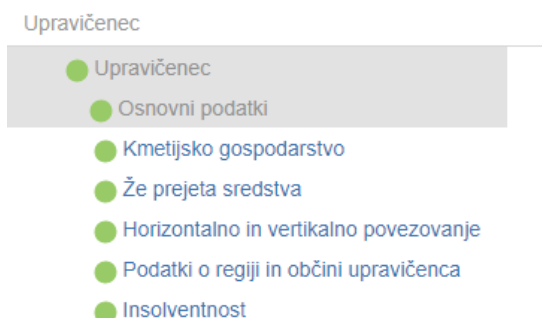 Upravičenec
Upravičenec
Osnovni podatki
Kmetijsko gospodarstvo
Že prejeta sredstva
Horizontalno in vertikalno povezovanje
Podatki o regiji in občini upravičenca
Insolventnost